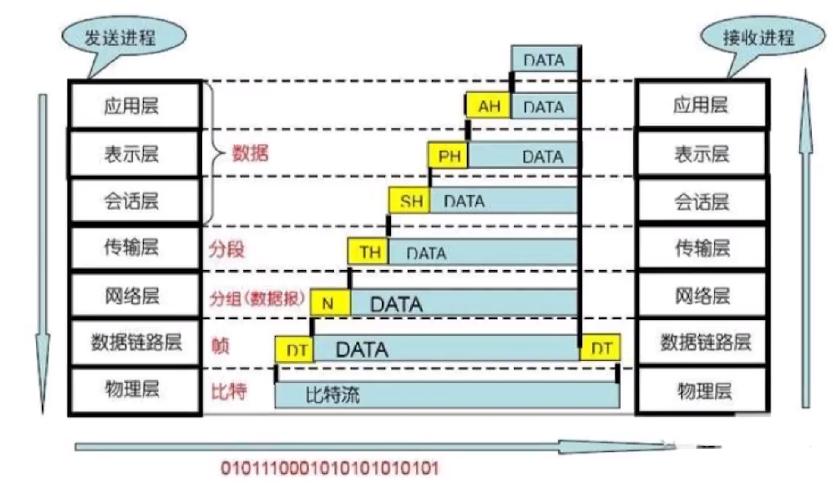 发送进程
接收进程
DATA
应用层
AH
DATA
应用层
表示层
数据
PH
DATA
表示层
会话层
SH
DATA
会话层
传输层
分段
TH
DATA
传输层
网络层
分组(数据报)
N
DATA
网络层
数据链路层
帧
DT
DATA
DT
数据链路层
物理层
比特
比特流
物理层
0101110001010101010101